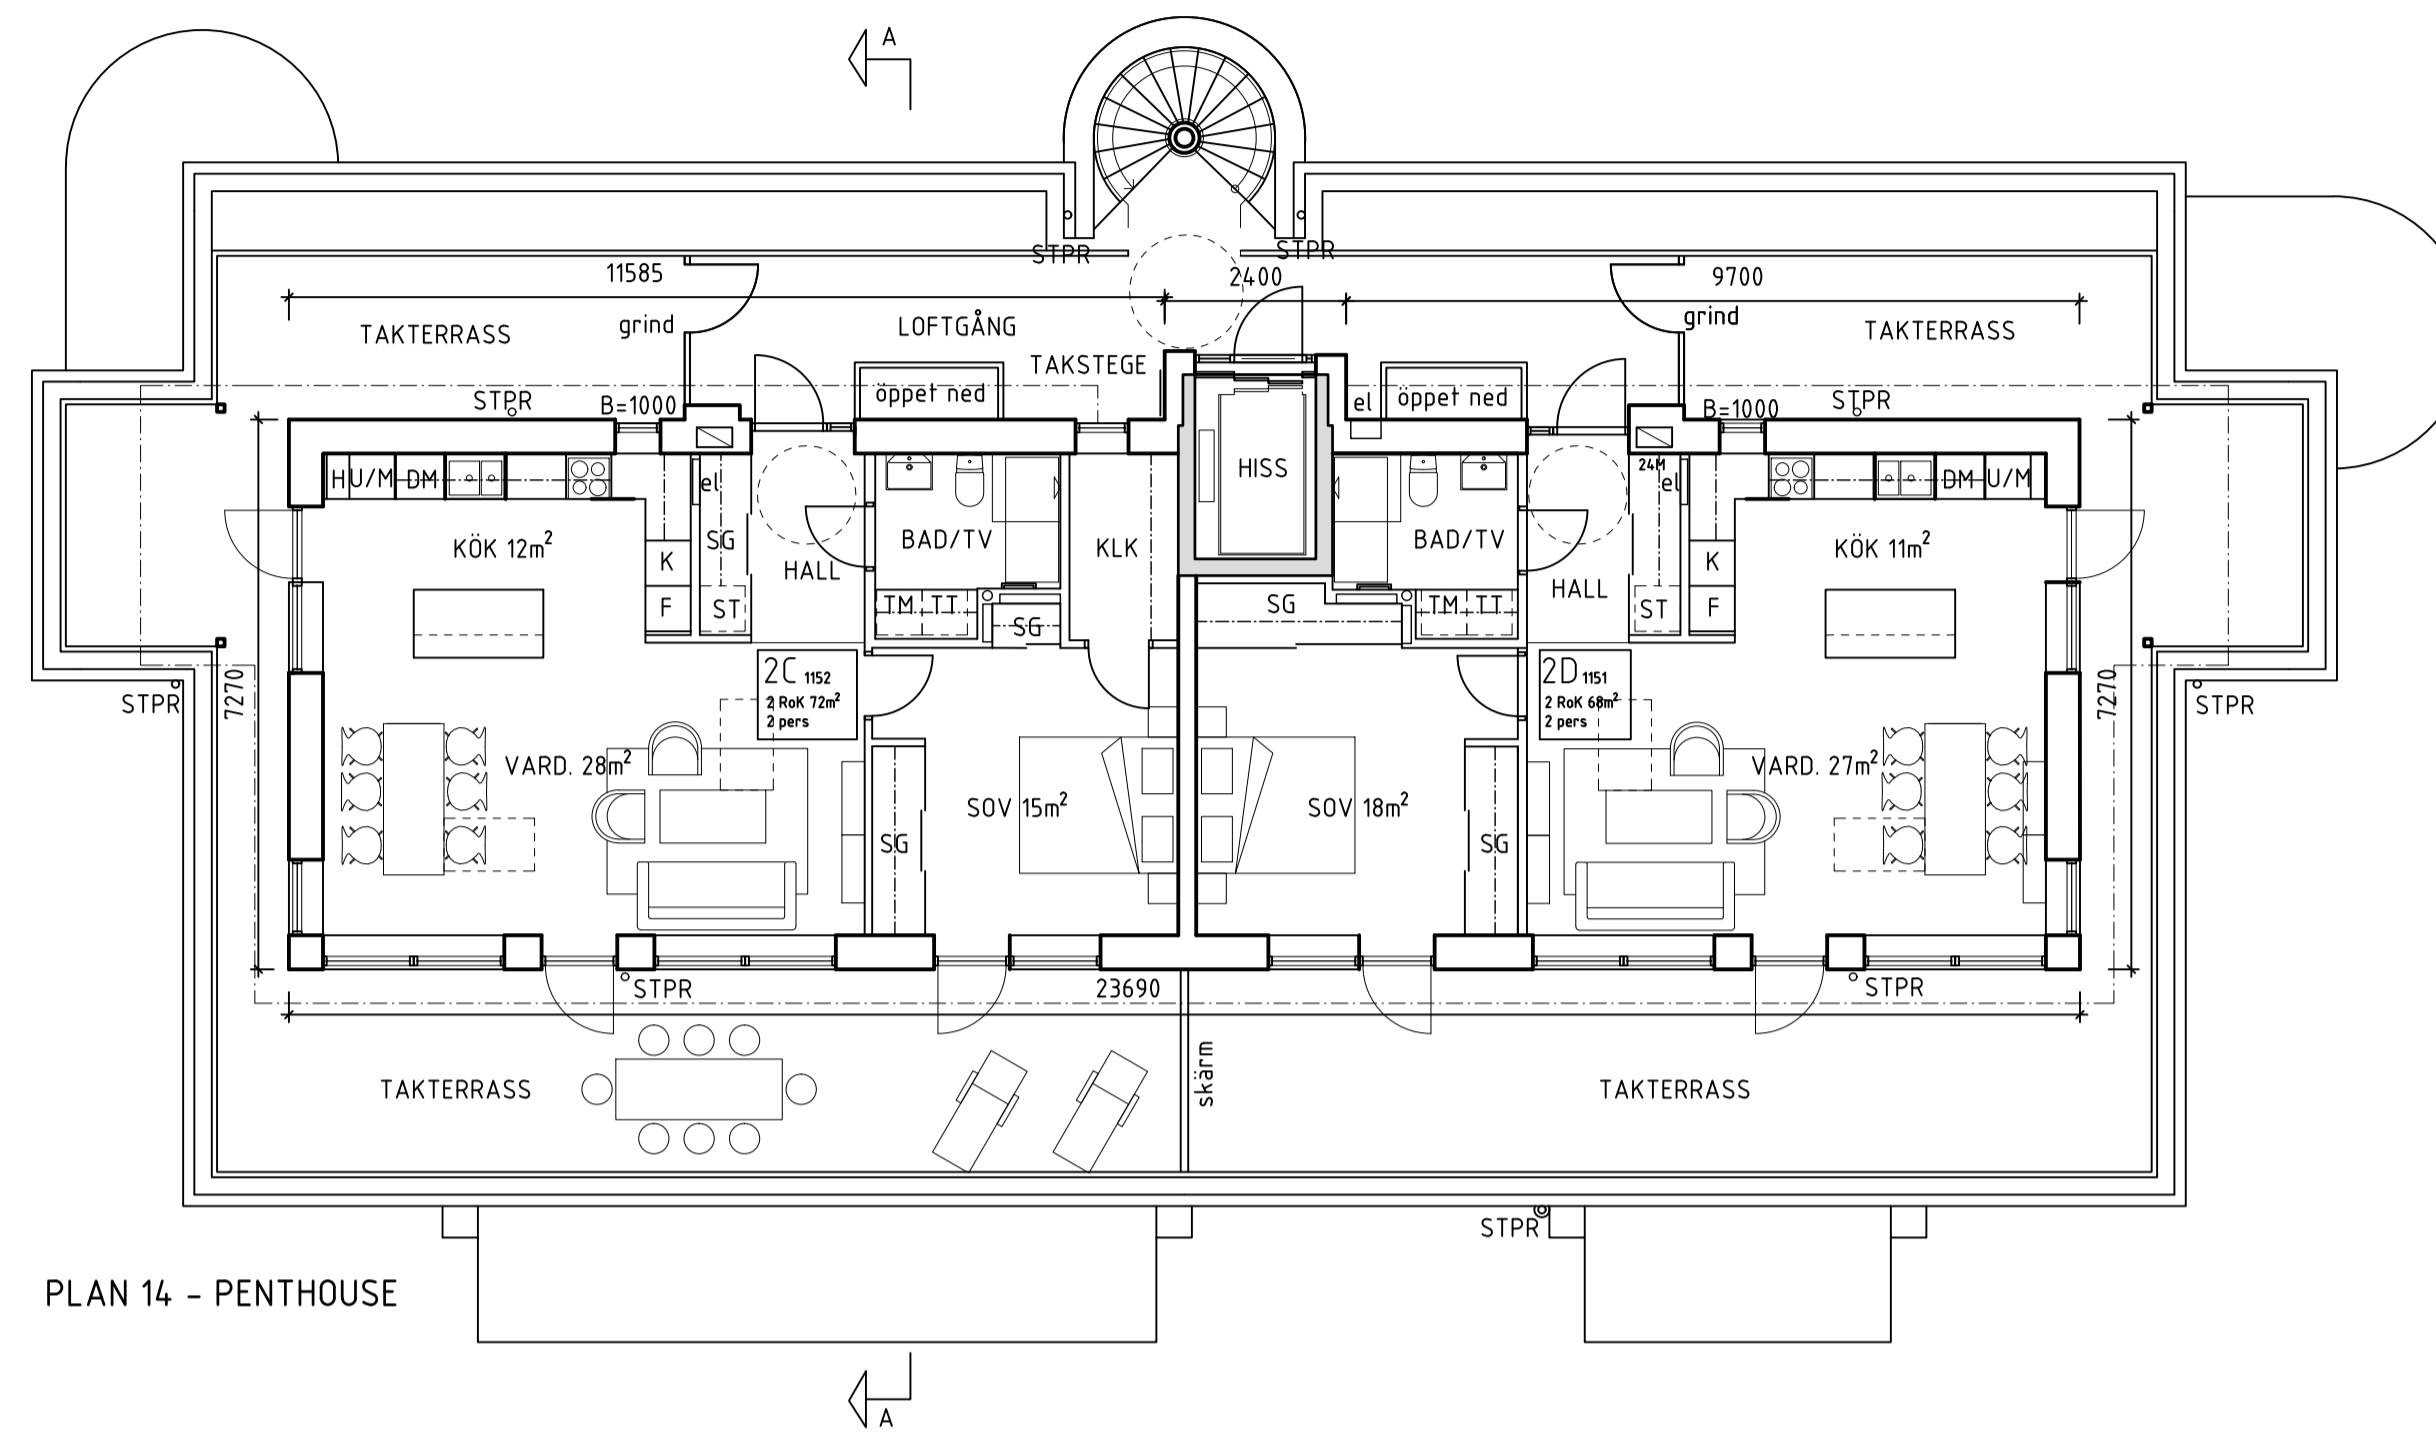 A
STPR
STPR
11585
2400
9700
grind
grind
TAKTERRASS
LOFTGÅNG
TAKTERRASS
TAKSTEGE
STPR
B=1000
öppet ned
el
öppet ned
B=1000
STPR
H
U/M
DM
el
HISS
24M
el
DM
U/M
KÖK 12m²
SG
BAD/TV
KLK
BAD/TV
KÖK 11m²
K
HALL
HALL
K
F
ST
TM
TT
SG
SG
TM
TT
ST
F
2C 1152
2 RoK 72m²
2 pers
2D 1151
2 RoK 68m²
2 pers
STPR
7270
7270
STPR
VARD. 28m²
VARD. 27m²
SG
SOV 15m²
SOV 18m²
SG
STPR
23690
STPR
TAKTERRASS
skärm
TAKTERRASS
STPR
PLAN 14 - PENTHOUSE
A